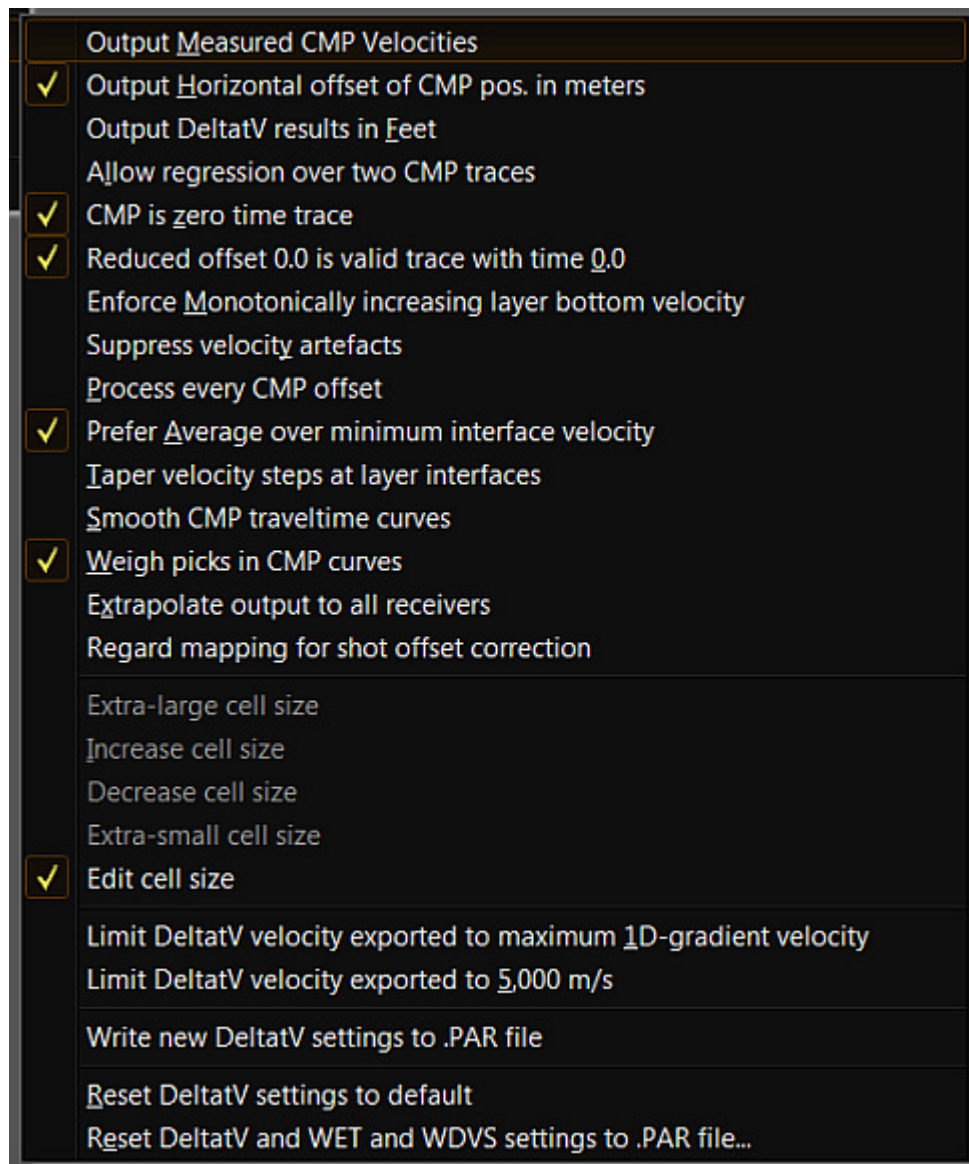 Output Measured CMP Velocities
Output Horizontal offset of CMP pos. in meters
Output DeltatV results in Feet
Allow regression over two CMP traces
CMP is zero time trace
Reduced offset 0.0 is valid trace with time 0.0
Enforce Monotonically increasing layer bottom velocity
Suppress velocity artefacts
Process every CMP offset
Prefer Average over minimum interface velocity
Taper velocity steps at layer interfaces
Smooth CMP traveltime curves
Weigh picks in CMP curves
Extrapolate output to all receivers
Regard mapping for shot offset correction
Extra-large cell size
Increase cell size
Decrease cell size
Extra-small cell size
Edit cell size
Limit DeltatV velocity exported to maximum 1D-gradient velocity
Limit DeltatV velocity exported to 5,000 m/s
Write new DeltatV settings to .PAR file
Reset DeltatV settings to default
Reset DeltatV and WET and WDVS settings to .PAR file...